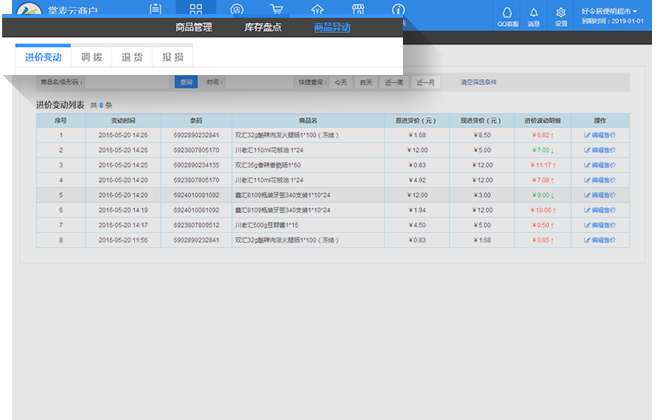 掌麦云商户
QQ客服 消息 设置
好令居便明超市
到期时间：2019-01-01
商品管理 库存盘点 商品异动
进价变动 调 拨 退 货 报 损
商品名/条形码： 查询 时间： 快捷查询： 今天 昨天 近一周 近一月 清空筛选条件
进价变动列表 共 8 条
序号 变动时间 条码 商品名 原进货价（元） 现进货价（元） 进价波动明细 操作
1 2016-05-20 14:26 6902890232841 双汇32g酷辣肉派火腿肠1*100（冻结） ￥1.68 ￥8.50 ￥6.82↑ 编辑售价
2 2016-05-20 14:26 6923807805170 川老汇110ml花椒油 1*24 ￥12.00 ￥5.00 ￥7.00↓ 编辑售价
3 2016-05-20 14:25 6902890234135 双汇35g香辣香脆肠1*60 ￥0.83 ￥12.00 ￥11.17↑ 编辑售价
4 2016-05-20 14:20 6923807805170 川老汇110ml花椒油 1*24 ￥4.92 ￥12.00 ￥7.08↑ 编辑售价
5 2016-05-20 14:20 6924010081092 鑫汇8109瓶装牙签340支装1*10*24 ￥12.00 ￥3.00 ￥9.00↓ 编辑售价
6 2016-05-20 14:19 6924010081092 鑫汇8109瓶装牙签340支装1*10*24 ￥1.94 ￥12.00 ￥10.06↑ 编辑售价
7 2016-05-20 14:17 6923807809512 川老汇500g豆瓣酱1*15 ￥4.50 ￥5.00 ￥0.50↑ 编辑售价
8 2016-05-20 11:56 6902890232841 双汇32g酷辣肉派火腿肠1*100（冻结） ￥0.83 ￥1.68 ￥0.85↑ 编辑售价